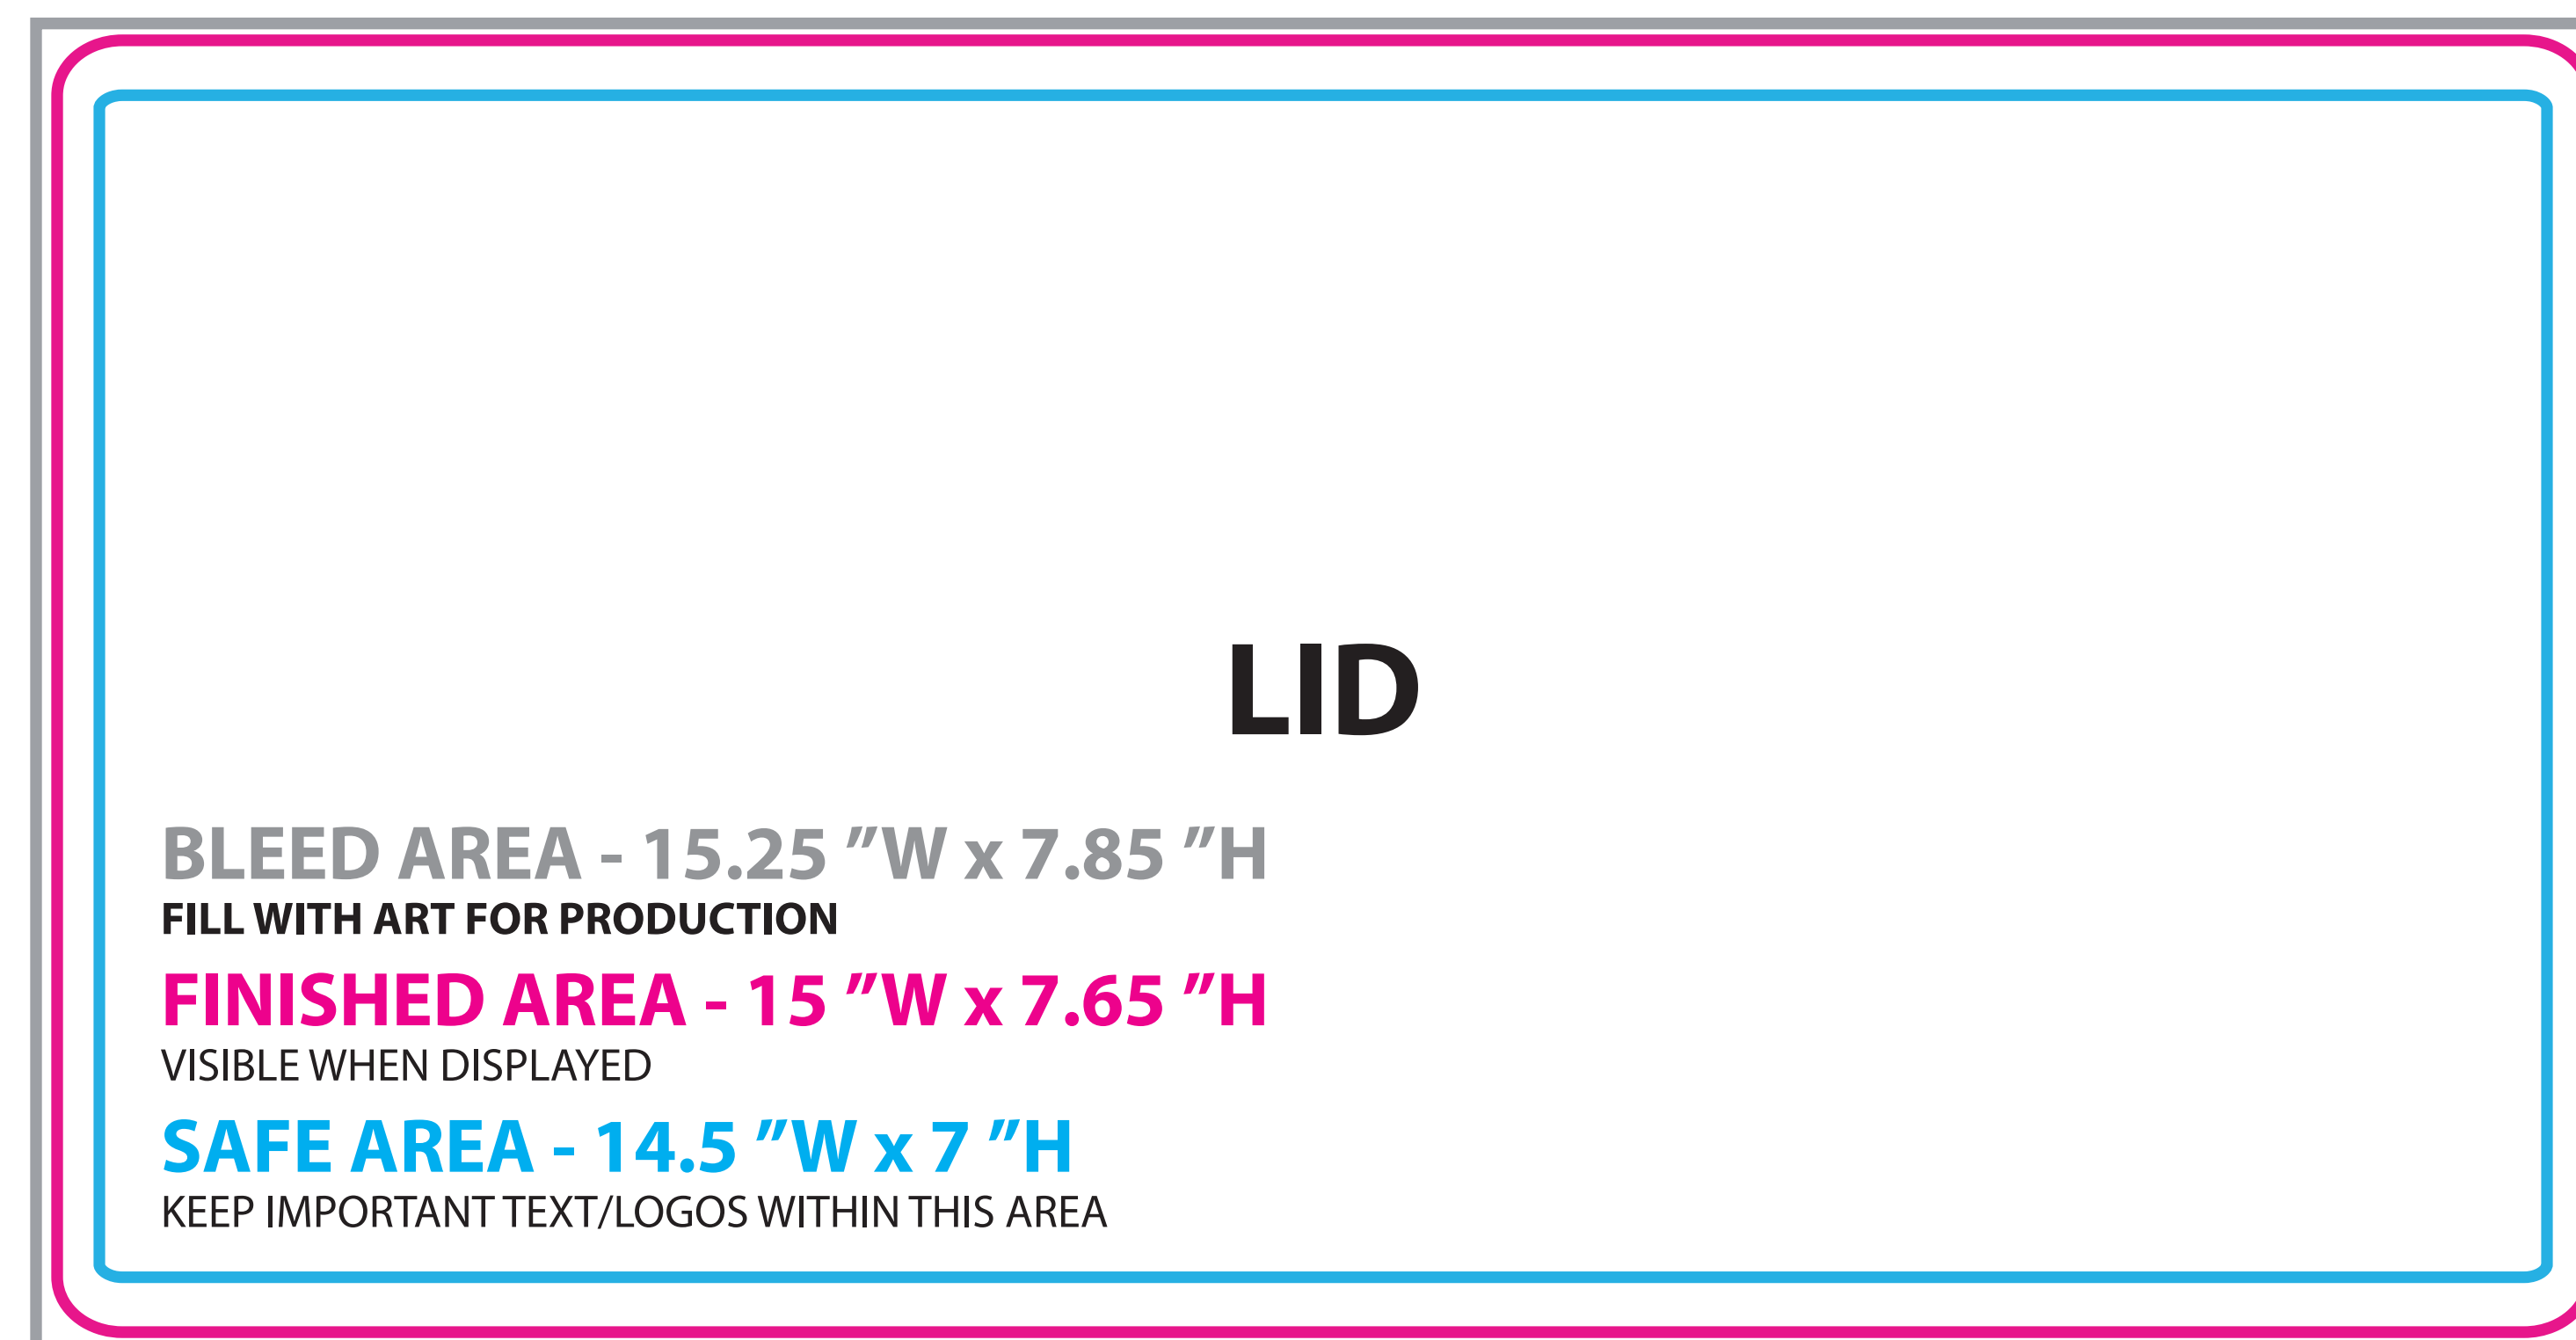 LID
BLEED AREA - 15.25 ″W x 7.85 ″H
FILL WITH ART FOR PRODUCTION
FINISHED AREA - 15 ″W x 7.65 ″H
VISIBLE WHEN DISPLAYED
SAFE AREA - 14.5 ″W x 7 ″H
KEEP IMPORTANT TEXT/LOGOS WITHIN THIS AREA